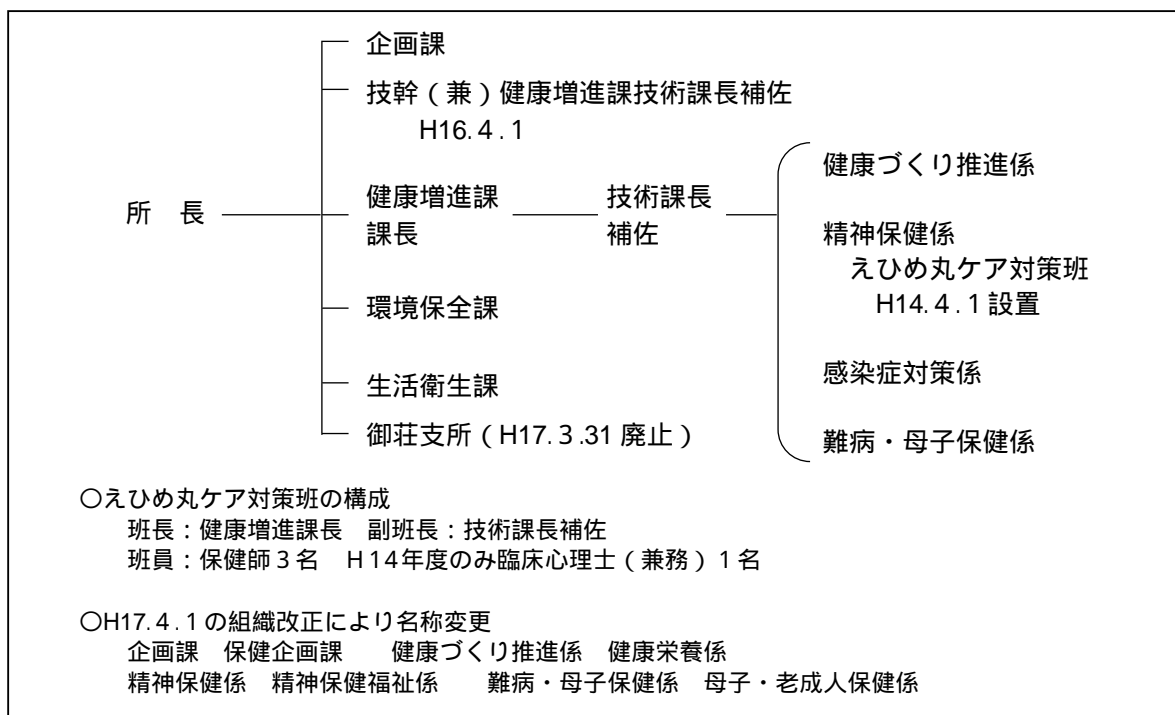 企画課
技幹(兼)健康増進課技術課長補佐
H16.4.1
所 長
健康増進課
課長
技術課長
補佐
健康づくり推進係
精神保健係
えひめ丸ケア対策班
H14.4.1設置
感染症対策係
難病・母子保健係
環境保全課
生活衛生課
御荘支所(H17.3.31 廃止)
○えひめ丸ケア対策班の構成
班長:健康増進課長 副班長:技術課長補佐
班員:保健師3名 H14年度のみ臨床心理士(兼務)1名
○H17.4.1の組織改正により名称変更
企画課 保健企画課 健康づくり推進係 健康栄養係
精神保健係 精神保健福祉係 難病・母子保健係 母子・老成人保健係